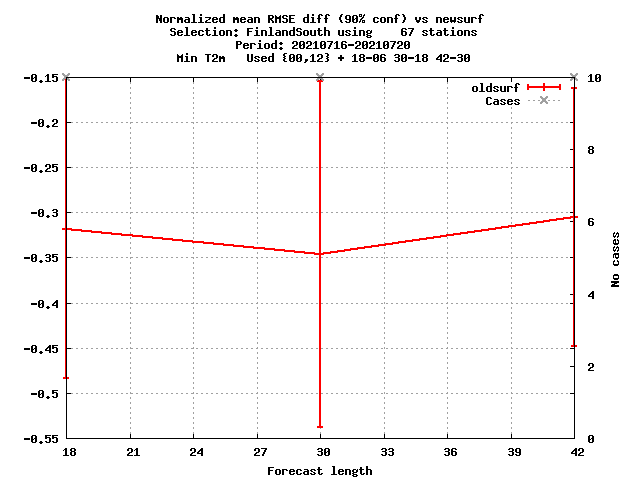 Normalized mean RMSE diff (90% conf) vs newsurf
Selection: FinlandSouth using    67 stations
Period: 20210716-20210720
Min T2m   Used {00,12} + 18-06 30-18 42-30
oldsurf
Cases
-0.15
-0.2
-0.25
-0.3
-0.35
-0.4
-0.45
-0.5
-0.55
10
8
6
4
2
0
No cases
18 21 24 27 30 33 36 39 42
Forecast length